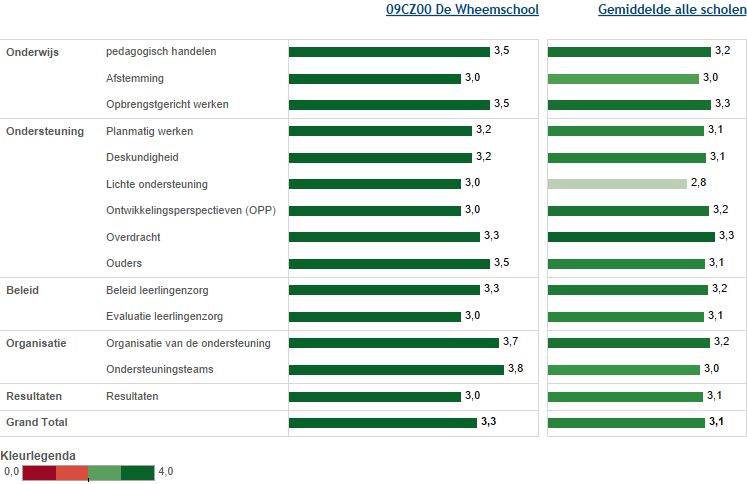 09CZ00 De Wheemschool Gemiddelde alle scholen
Onderwijs pedagogisch handelen 3,5 3,2
Afstemming 3,0 3,0
Opbrengstgericht werken 3,5 3,3
Ondersteuning Planmatig werken 3,2 3,1
Deskundigheid 3,2 3,1
Lichte ondersteuning 3,0 2,8
Ontwikkelingsperspectieven (OPP) 3,0 3,2
Overdracht 3,3 3,3
Ouders 3,5 3,1
Beleid Beleid leerlingenzorg 3,3 3,2
Evaluatie leerlingenzorg 3,0 3,1
Organisatie Organisatie van de ondersteuning 3,7 3,2
Ondersteuningsteams 3,8 3,0
Resultaten Resultaten 3,0 3,1
Grand Total 3,3 3,1
Kleurlegenda
0,0 4,0